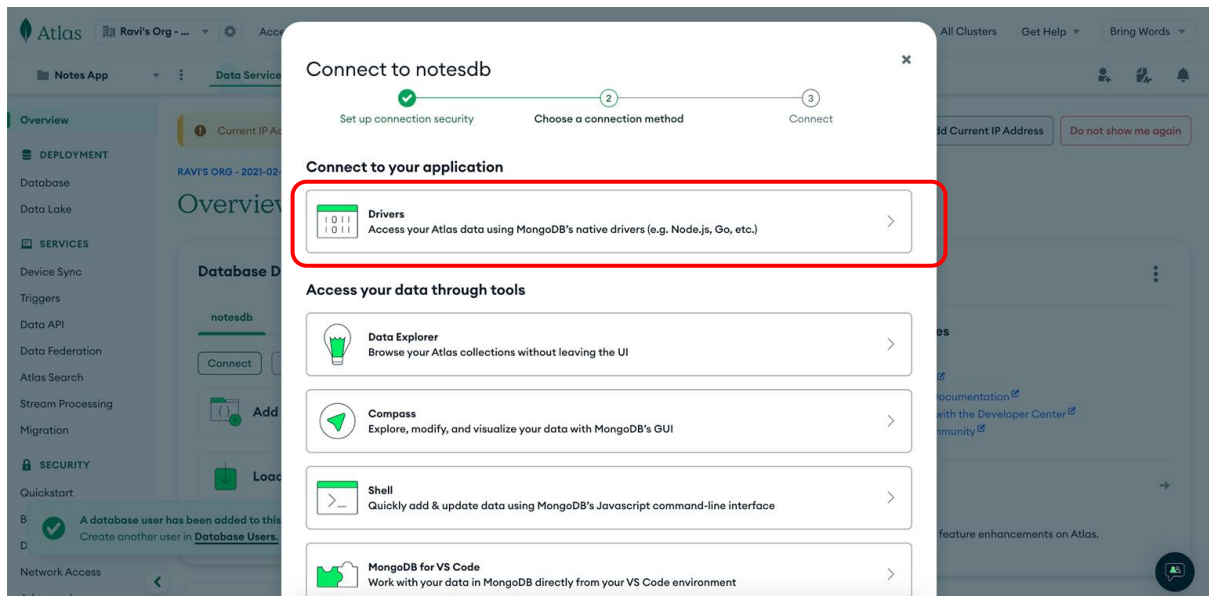 Atlas
Ravi's Org - ...
Acce
All Clusters
Get Help
Bring Words
Notes App
Data Service
Overview
DEPLOYMENT
Database
Data Lake
SERVICES
Device Sync
Triggers
Data API
Data Federation
Atlas Search
Stream Processing
Migration
SECURITY
Quickstart
Network Access
Current IP Ad
dd Current IP Address
Do not show me again
RAVI'S ORG - 2021-02-
Overview
Database D
notesdb
Connect
Add
Load
A database user has been added to this
Create another user in Database Users.
Connect to notesdb
2
3
Set up connection security
Choose a connection method
Connect
Connect to your application
1011
1011
Drivers
Access your Atlas data using MongoDB's native drivers (e.g. Node.js, Go, etc.)
Access your data through tools
Data Explorer
Browse your Atlas collections without leaving the UI
Compass
Explore, modify, and visualize your data with MongoDB's GUI
Shell
Quickly add & update data using MongoDB's Javascript command-line interface
MongoDB for VS Code
Work with your data in MongoDB directly from your VS Code environment
es
ocumentation
with the Developer Center
mmunity
feature enhancements on Atlas.